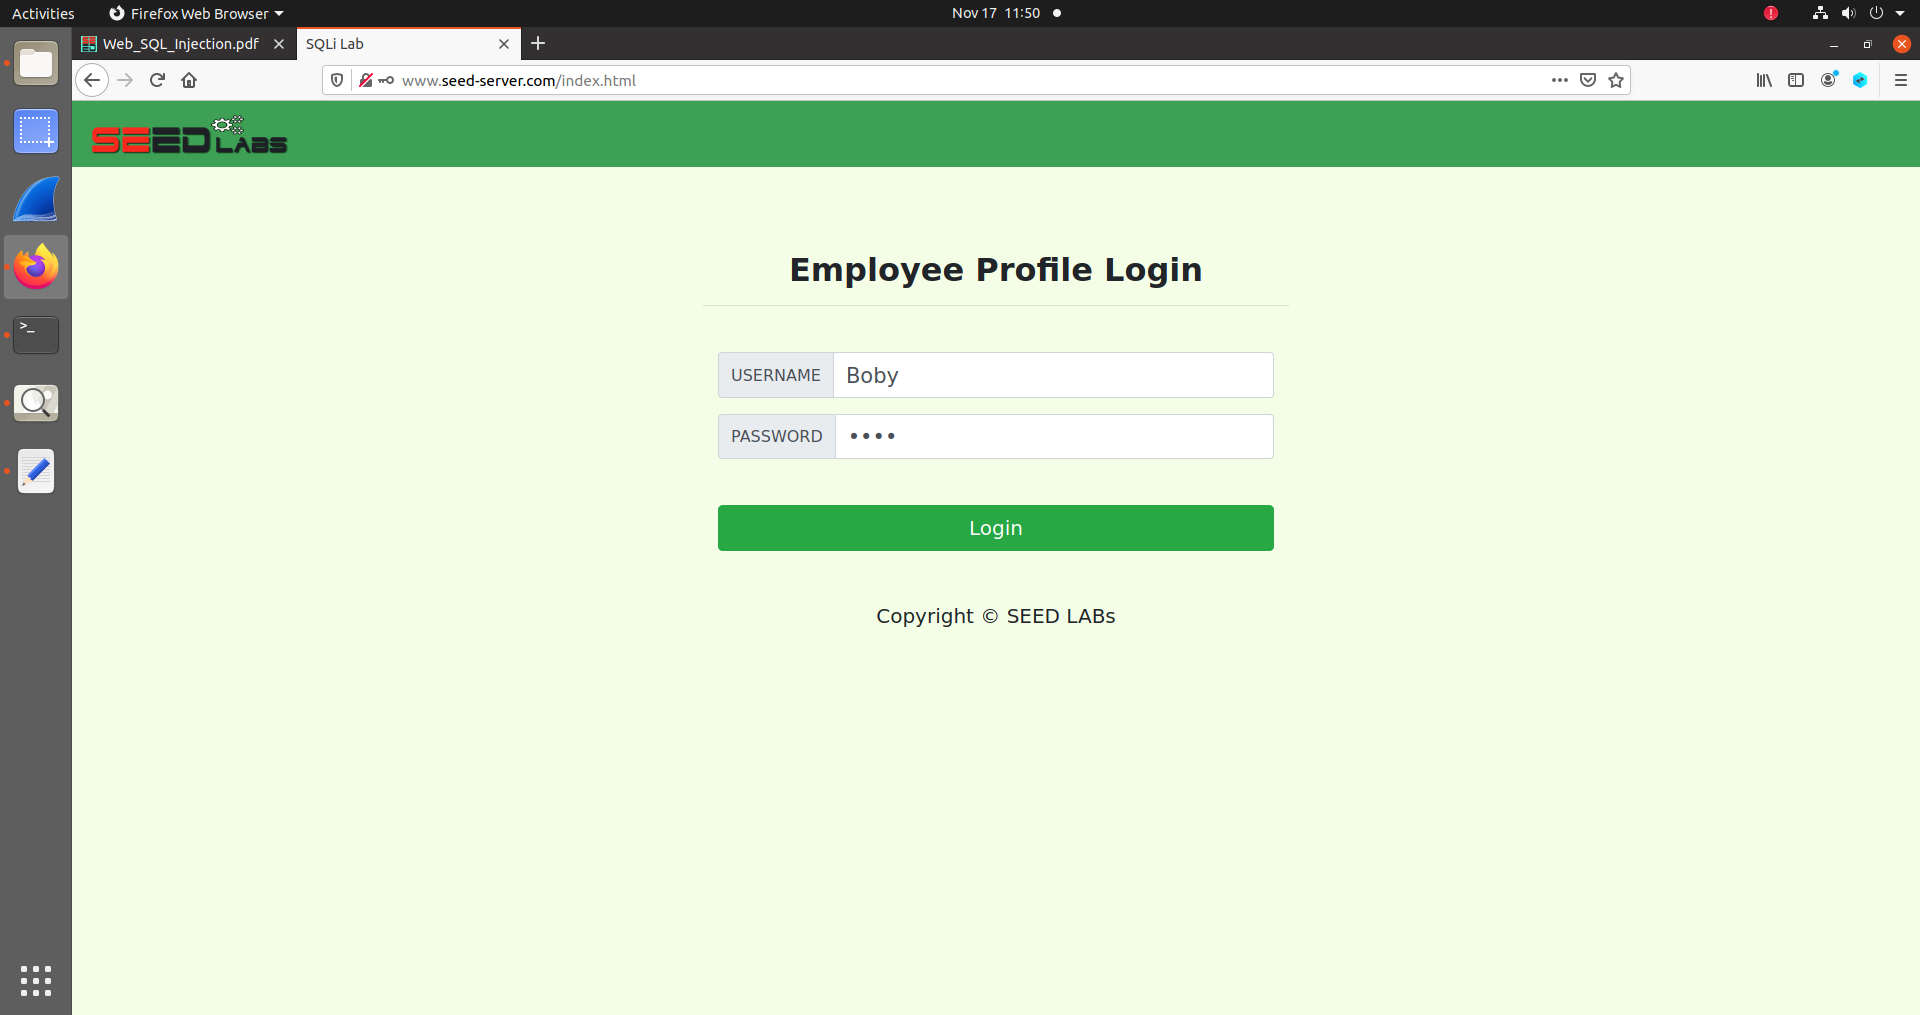 Activities
Firefox Web Browser
Nov 17 11:50
Web_SQL_Injection.pdf
SQLi Lab
www.seed-server.com/index.html
SEED LABS
Employee Profile Login
USERNAME Boby
PASSWORD ••••
Login
Copyright © SEED LABs